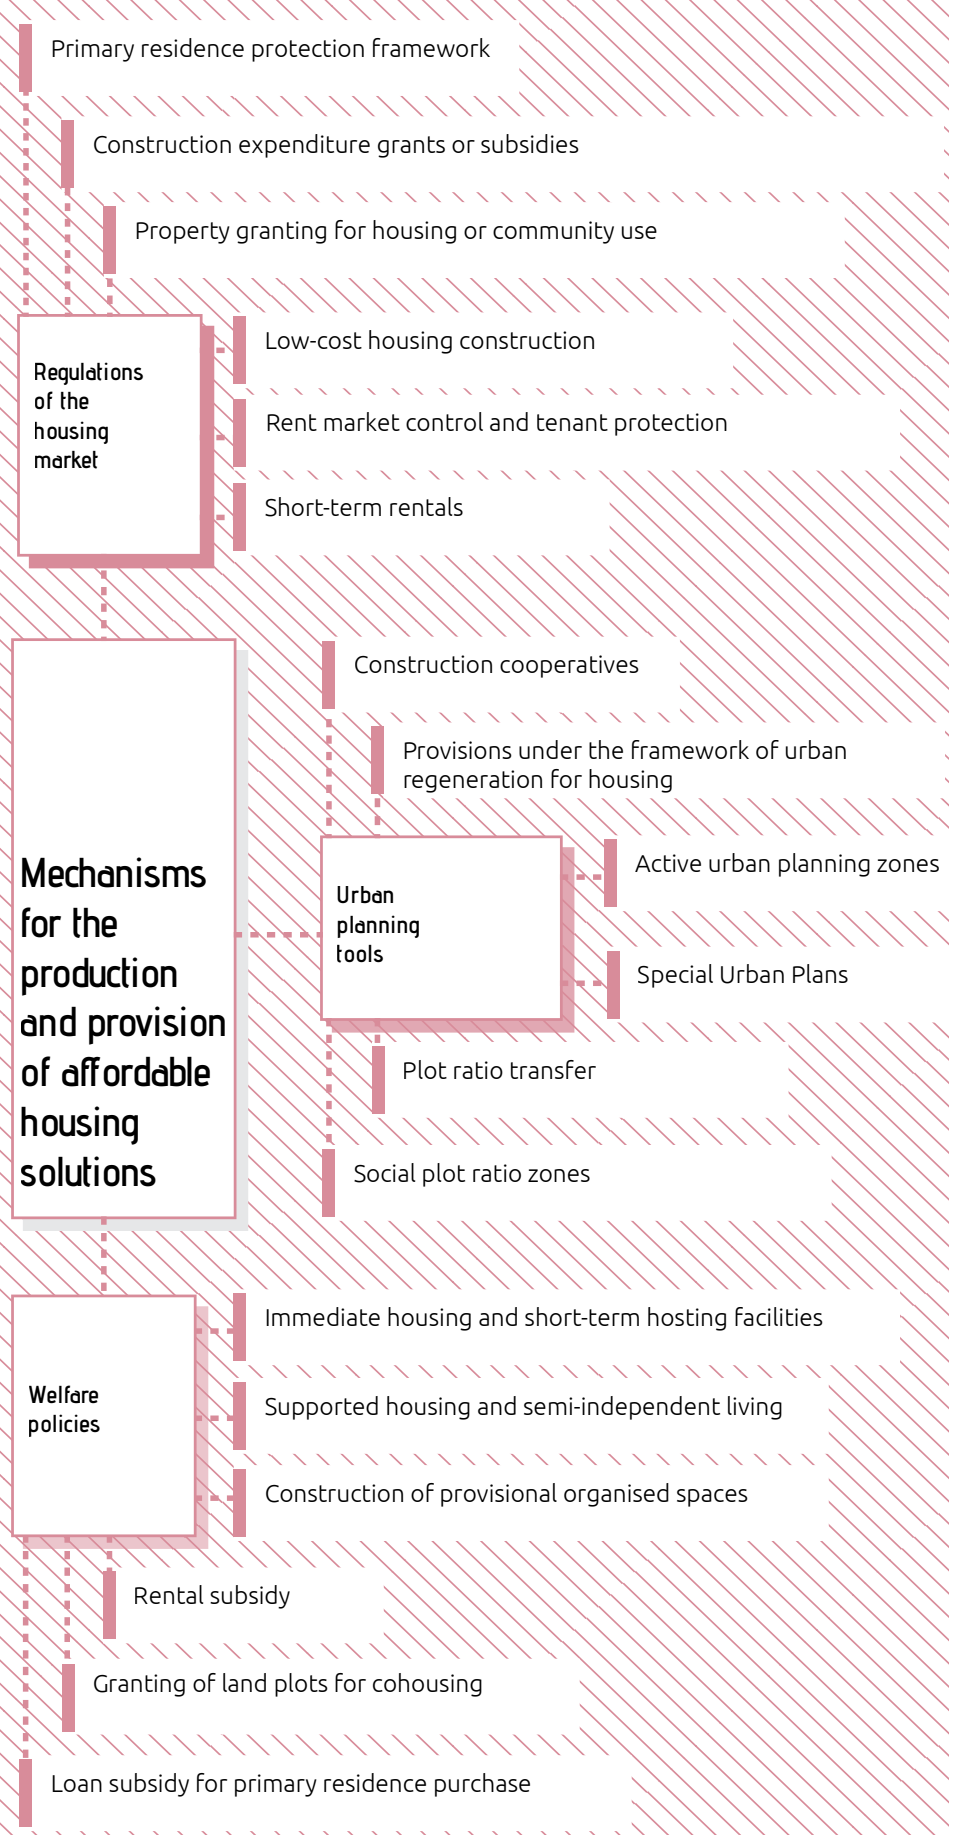 Primary residence protection framework
Construction expenditure grants or subsidies
Property granting for housing or community use
Regulations
of the
housing
market
Low-cost housing construction
Rent market control and tenant protection
Short-term rentals
Mechanisms
for the
production
and provision
of affordable
housing
solutions
Construction cooperatives
Provisions under the framework of urban
regeneration for housing
Urban
planning
tools
Active urban planning zones
Special Urban Plans
Plot ratio transfer
Social plot ratio zones
Welfare
policies
Immediate housing and short-term hosting facilities
Supported housing and semi-independent living
Construction of provisional organised spaces
Rental subsidy
Granting of land plots for cohousing
Loan subsidy for primary residence purchase